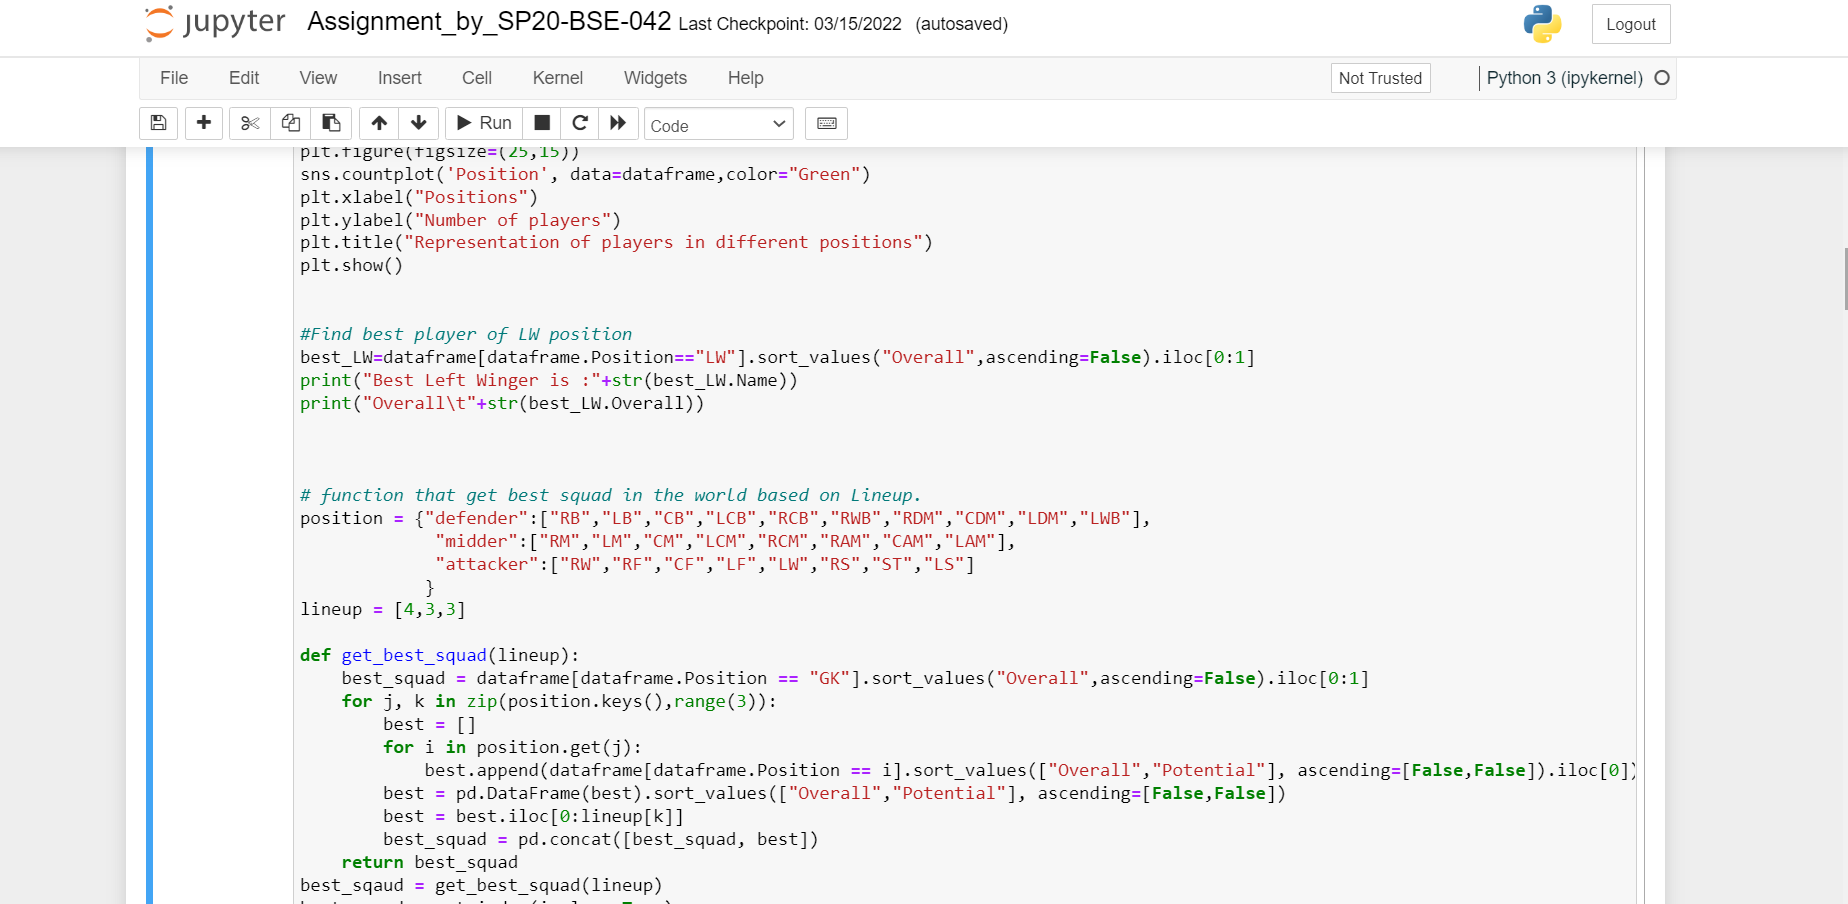 jupyter Assignment_by_SP20-BSE-042 Last Checkpoint: 03/15/2022 (autosaved) Logout
File Edit View Insert Cell Kernel Widgets Help Not Trusted Python 3 (ipykernel)
Run Code
plt.figure(figsize=(25,15))
sns.countplot('Position', data=dataframe,color="Green")
plt.xlabel("Positions")
plt.ylabel("Number of players")
plt.title("Representation of players in different positions")
plt.show()
#Find best player of LW position
best_LW=dataframe[dataframe.Position=="LW"].sort_values("Overall",ascending=False).iloc[0:1]
print("Best Left Winger is :"+str(best_LW.Name))
print("Overall\t"+str(best_LW.Overall))
# function that get best squad in the world based on Lineup.
position = {"defender":["RB","LB","CB","LCB","RCB","RWB","RDM","CDM","LDM","LWB"],
"midder":["RM","LM","CM","LCM","RCM","RAM","CAM","LAM"],
"attacker":["RW","RF","CF","LF","LW","RS","ST","LS"]
}
lineup = [4,3,3]
def get_best_squad(lineup):
best_squad = dataframe[dataframe.Position == "GK"].sort_values("Overall",ascending=False).iloc[0:1]
for j, k in zip(position.keys(),range(3)):
best = []
for i in position.get(j):
best.append(dataframe[dataframe.Position == i].sort_values(["Overall","Potential"], ascending=[False,False]).iloc[0])
best = pd.DataFrame(best).sort_values(["Overall","Potential"], ascending=[False,False])
best = best.iloc[0:lineup[k]]
best_squad = pd.concat([best_squad, best])
return best_squad
best_sqaud = get_best_squad(lineup)